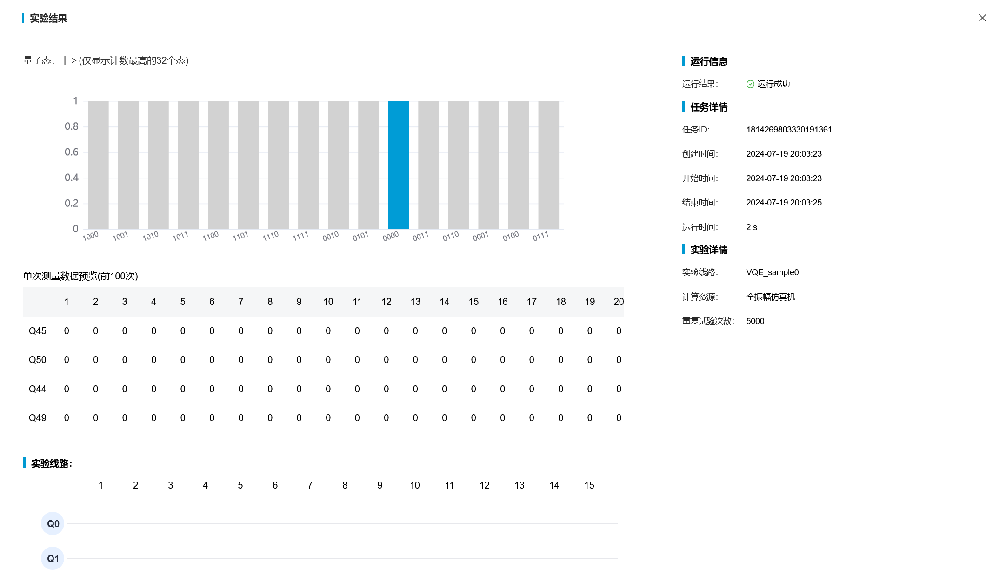 实验结果
量子态： | > (仅显示计数最高的32个态)
1
0.8
0.6
0.4
0.2
0
1000 1001 1010 1011 1100 1101 1110 1111 0010 0101 0000 0011 0110 0001 0100 0111
单次测量数据预览(前100次)
1 2 3 4 5 6 7 8 9 10 11 12 13 14 15 16 17 18 19 20
Q45 0 0 0 0 0 0 0 0 0 0 0 0 0 0 0 0 0 0 0 0
Q50 0 0 0 0 0 0 0 0 0 0 0 0 0 0 0 0 0 0 0 0
Q44 0 0 0 0 0 0 0 0 0 0 0 0 0 0 0 0 0 0 0 0
Q49 0 0 0 0 0 0 0 0 0 0 0 0 0 0 0 0 0 0 0 0
实验线路：
1 2 3 4 5 6 7 8 9 10 11 12 13 14 15
Q0
Q1
运行信息
运行结果： 运行成功
任务详情
任务ID： 1814269803330191361
创建时间： 2024-07-19 20:03:23
开始时间： 2024-07-19 20:03:23
结束时间： 2024-07-19 20:03:25
运行时间： 2 s
实验详情
实验线路： VQE_sample0
计算资源： 全振幅仿真机
重复试验次数： 5000